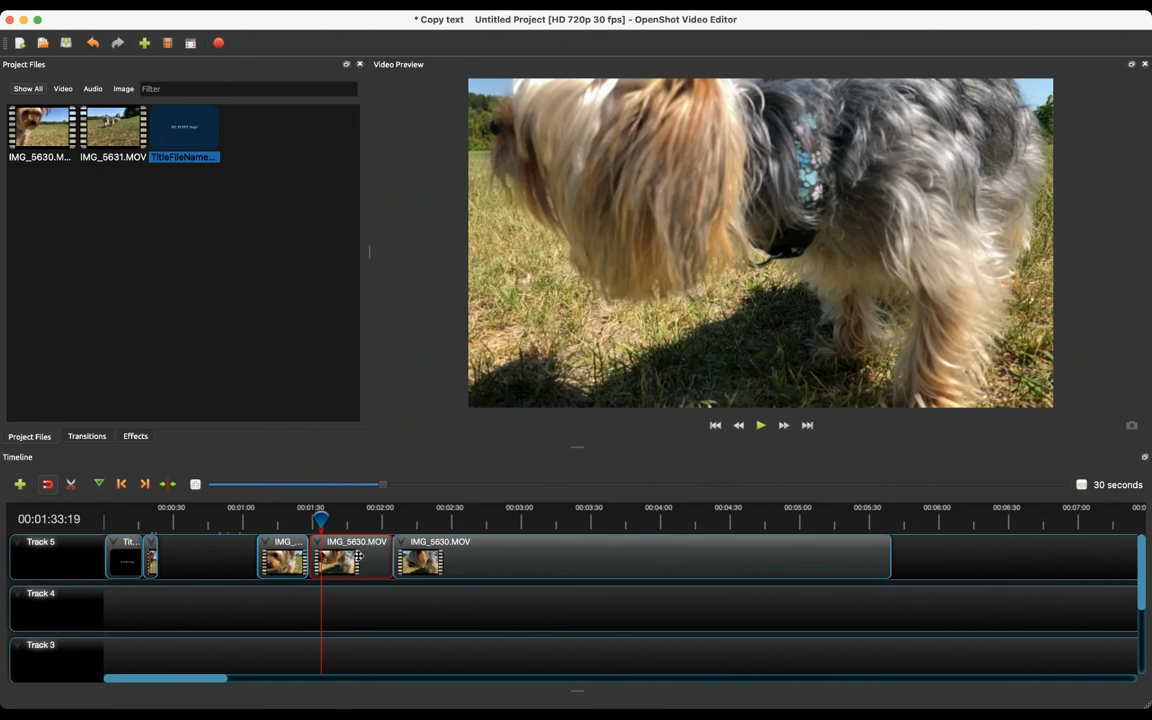 * Copy text Untitled Project [HD 720p 30 fps] - OpenShot Video Editor
Project Files
Video Preview
Show All Video Audio Image Filter
IMG_5630.M... IMG_5631.MOV TitleFileName...
Project Files Transitions Effects
Timeline
30 seconds
00:01:33:19
00:00:30 00:01:00 00:01:30 00:02:00 00:02:30 00:03:00 00:03:30 00:04:00 00:04:30 00:05:00 00:05:30 00:06:00 00:06:30 00:07:00 00:0
Track 5 Tit... IMG_... IMG_5630.MOV IMG_5630.MOV
Track 4
Track 3